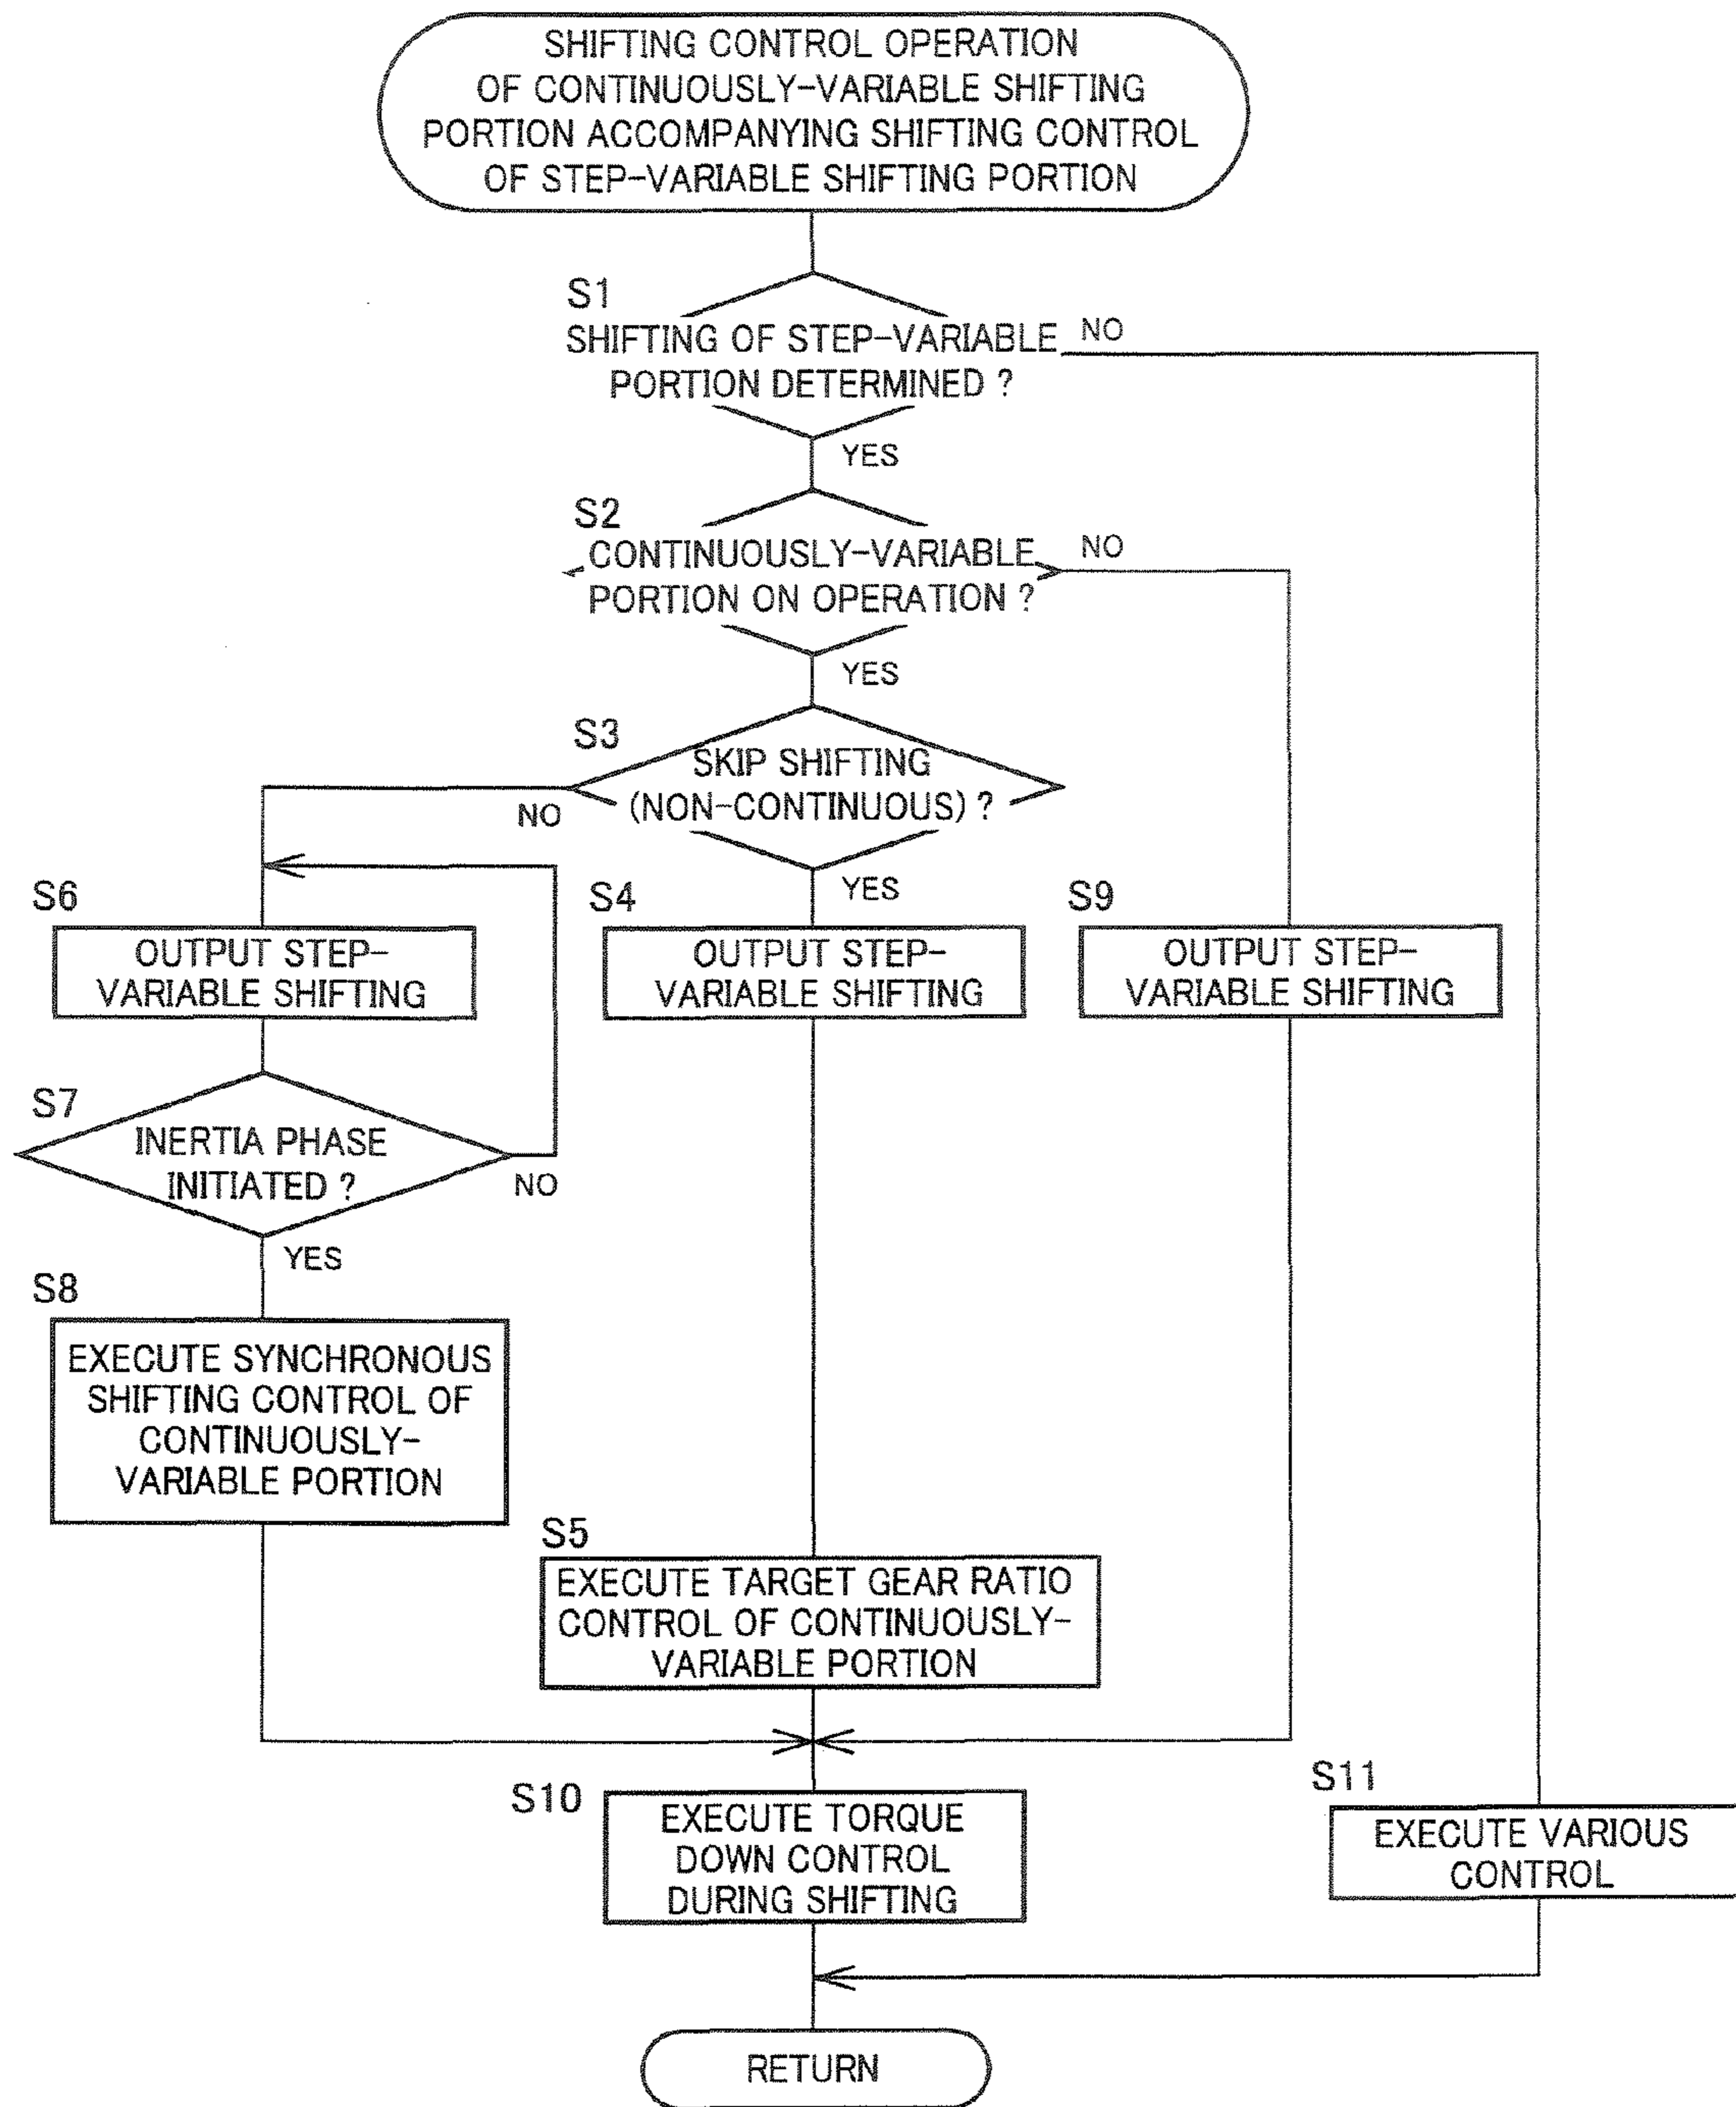 SHIFTING CONTROL OPERATION
OF CONTINUOUSLY-VARIABLE SHIFTING
PORTION ACCOMPANYING SHIFTING CONTROL
OF STEP-VARIABLE SHIFTING PORTION
S1
SHIFTING OF STEP-VARIABLE
PORTION DETERMINED ?
NO
YES
S2
CONTINUOUSLY-VARIABLE
PORTION ON OPERATION ?
NO
YES
S3
SKIP SHIFTING
(NON-CONTINUOUS) ?
NO
YES
S6
OUTPUT STEP-
VARIABLE SHIFTING
S4
OUTPUT STEP-
VARIABLE SHIFTING
S9
OUTPUT STEP-
VARIABLE SHIFTING
S7
INERTIA PHASE
INITIATED ?
NO
YES
S8
EXECUTE SYNCHRONOUS
SHIFTING CONTROL OF
CONTINUOUSLY-
VARIABLE PORTION
S5
EXECUTE TARGET GEAR RATIO
CONTROL OF CONTINUOUSLY-
VARIABLE PORTION
S10
EXECUTE TORQUE
DOWN CONTROL
DURING SHIFTING
S11
EXECUTE VARIOUS
CONTROL
RETURN